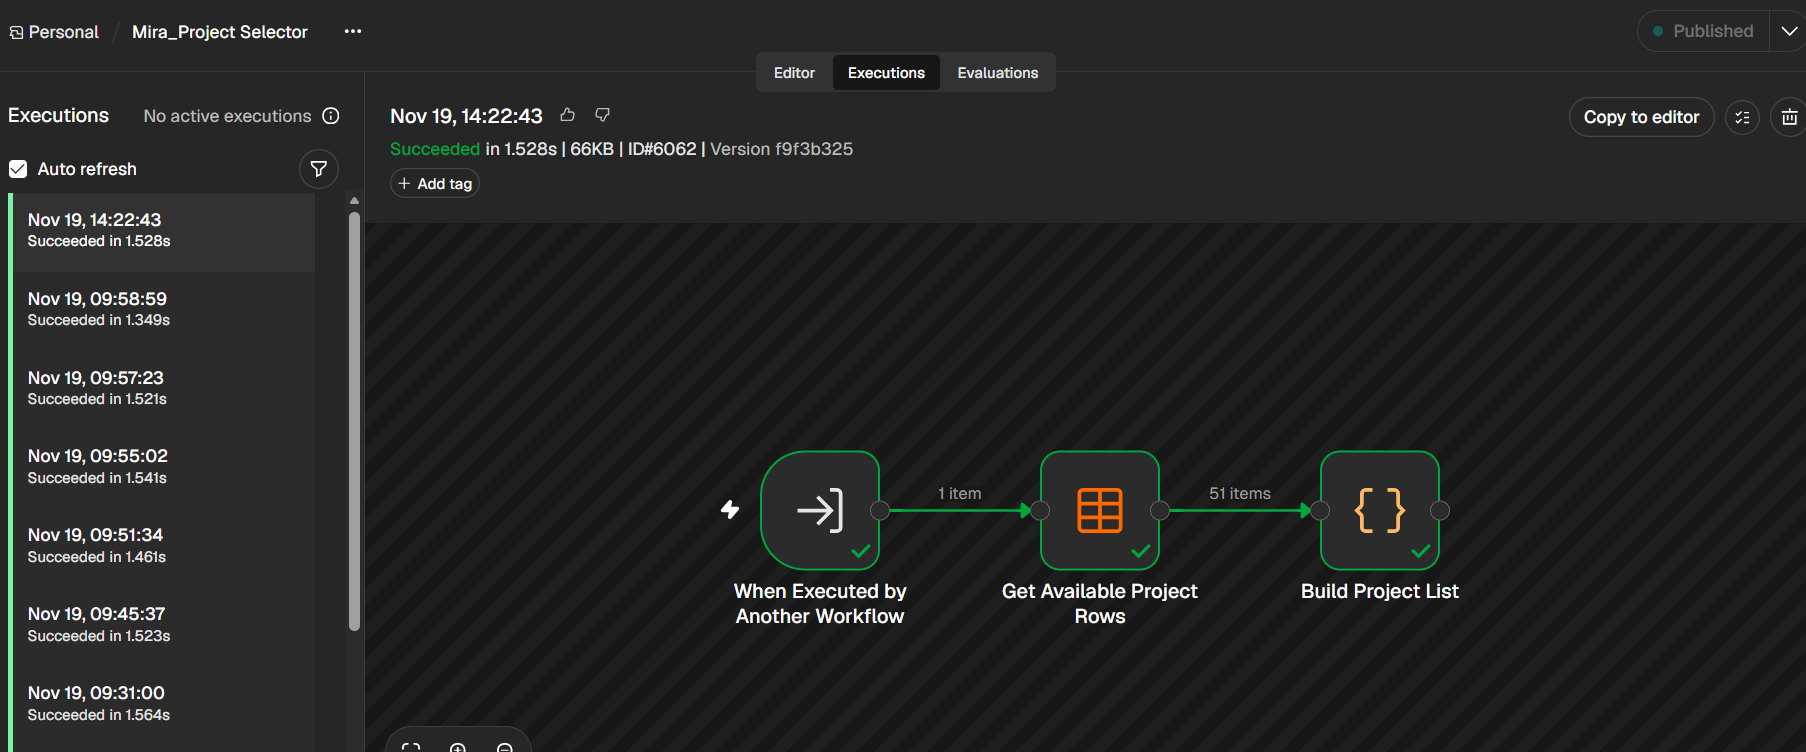 Personal / Mira_Project Selector ...
Published
Editor Executions Evaluations
Executions No active executions
Auto refresh
Nov 19, 14:22:43
Succeeded in 1.528s
Nov 19, 09:58:59
Succeeded in 1.349s
Nov 19, 09:57:23
Succeeded in 1.521s
Nov 19, 09:55:02
Succeeded in 1.541s
Nov 19, 09:51:34
Succeeded in 1.461s
Nov 19, 09:45:37
Succeeded in 1.523s
Nov 19, 09:31:00
Succeeded in 1.564s
Nov 19, 14:22:43
Succeeded in 1.528s | 66KB | ID#6062 | Version f9f3b325
+ Add tag
Copy to editor
1 item
51 items
When Executed by
Another Workflow
Get Available Project
Rows
Build Project List